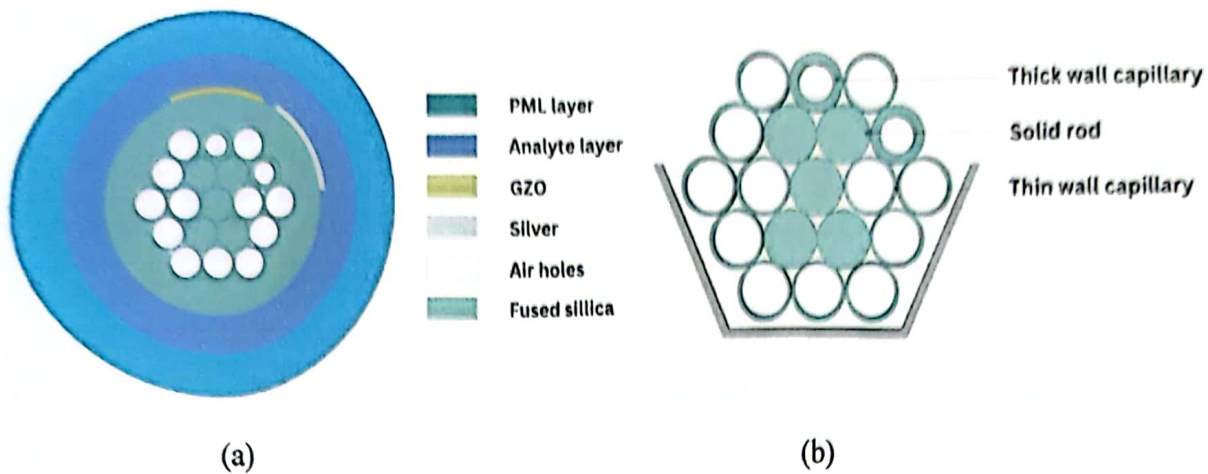 PML layer
Analyte layer
GZO
Silver
Air holes
Fused sillica
Thick wall capillary
Solid rod
Thin wall capillary
(a)
(b)